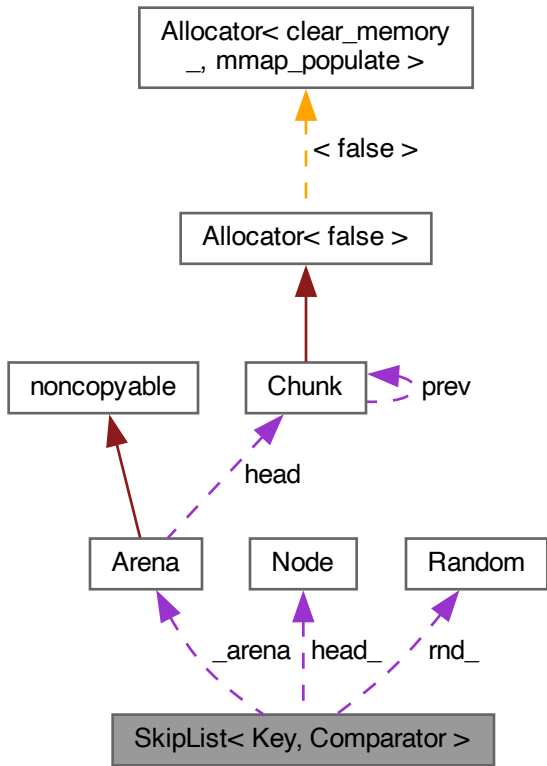 Allocator< clear_memory
_, mmap_populate >
< false >
Allocator< false >
noncopyable
Chunk
prev
head
Arena
Node
Random
_arena
head_
rnd_
SkipList< Key, Comparator >